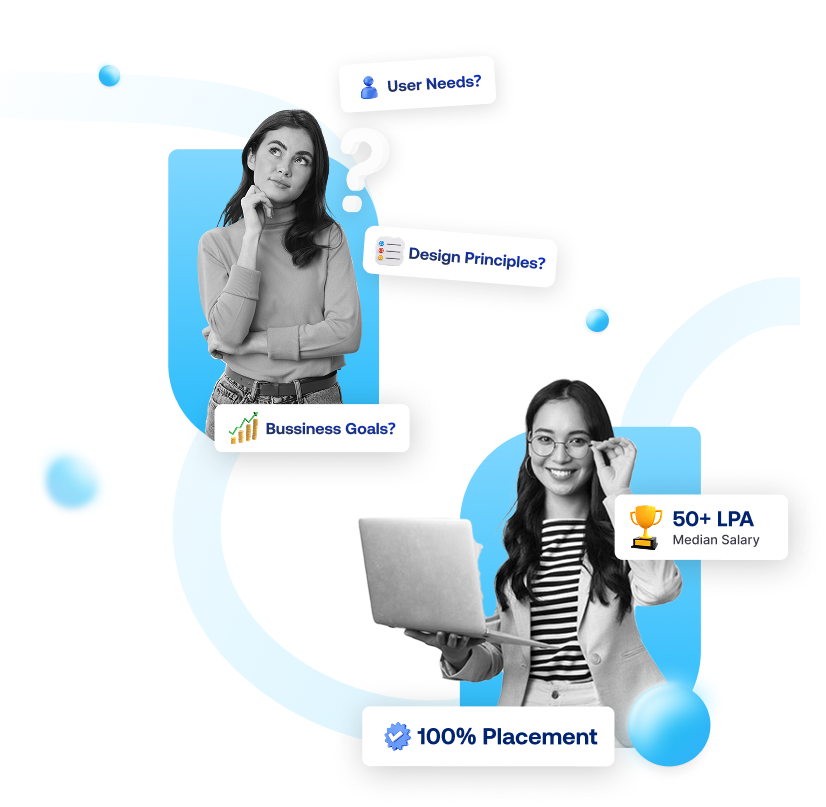 User Needs?
?
Design Principles?
Bussiness Goals?
50+ LPA
Median Salary
100% Placement